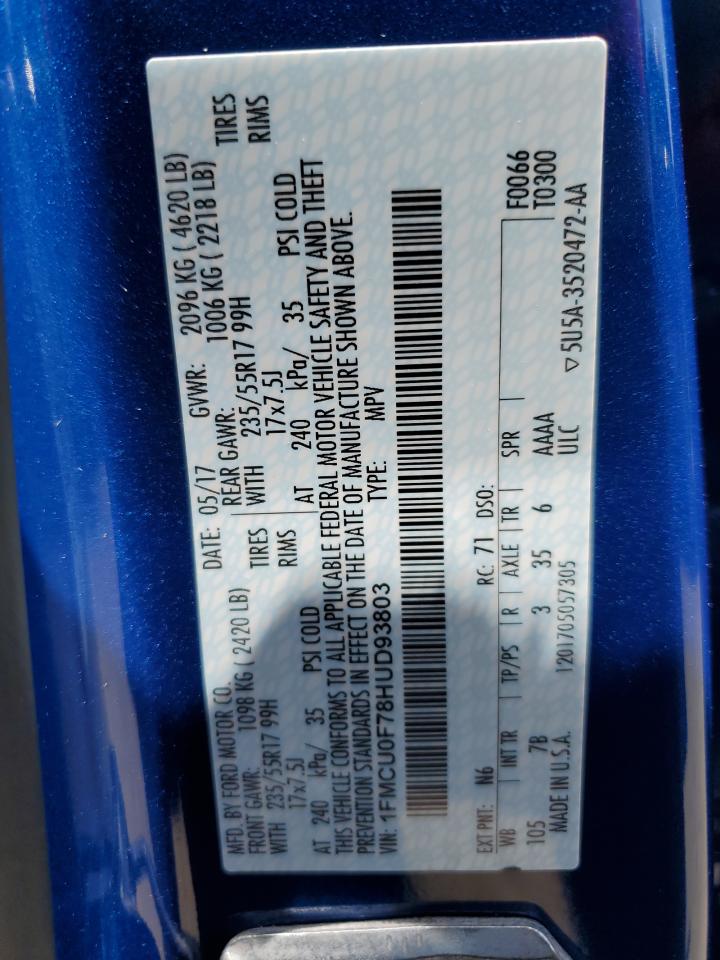 MFD. BY FORD MOTOR CO.
DATE: 05/17 GVWR: 2096 KG ( 4620 LB)
FRONT GAWR: 1098 KG ( 2420 LB)
REAR GAWR: 1006 KG ( 2218 LB)
WITH 235/55R17 99H TIRES
WITH 235/55R17 99H TIRES
17x7.5J RIMS
17x7.5J RIMS
AT 240 kPa/ 35 PSI COLD
AT 240 kPa/ 35 PSI COLD
THIS VEHICLE CONFORMS TO ALL APPLICABLE FEDERAL MOTOR VEHICLE SAFETY AND THEFT
PREVENTION STANDARDS IN EFFECT ON THE DATE OF MANUFACTURE SHOWN ABOVE.
VIN: 1FMCU0F78HUD93803 TYPE: MPV
EXT PNT: N6 RC: 71 DSO:
WB INT TR TP/PS R AXLE TR SPR F0066
105 7B 3 35 6 AAAA T0300
ULC
MADE IN U.S.A. 1201705057305 ▽5U5A-3520472-AA